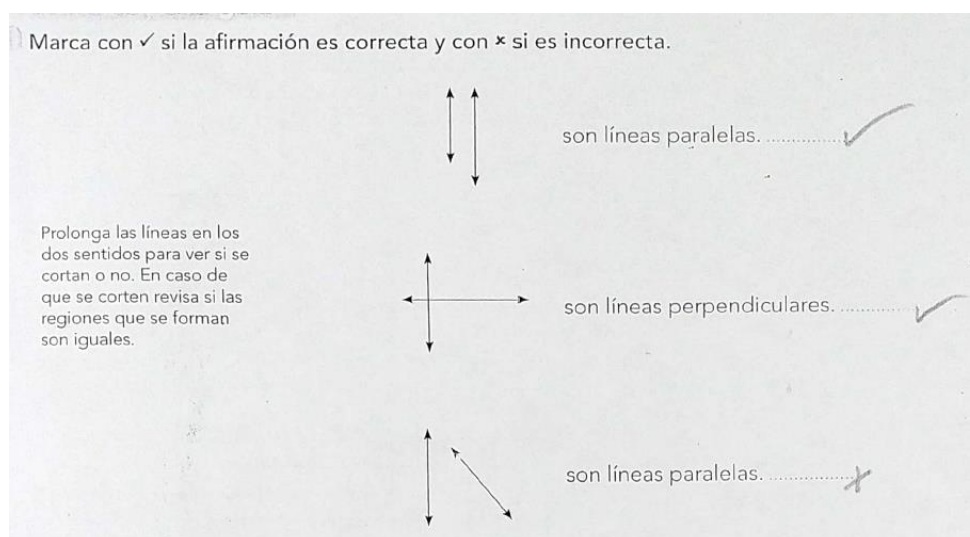 Marca con ✓ si la afirmación es correcta y con × si es incorrecta.
son líneas paralelas. .............. ✓
Prolonga las líneas en los
dos sentidos para ver si se
cortan o no. En caso de
que se corten revisa si las
regiones que se forman
son iguales.
son líneas perpendiculares. ............ ✓
son líneas paralelas. ................ ×